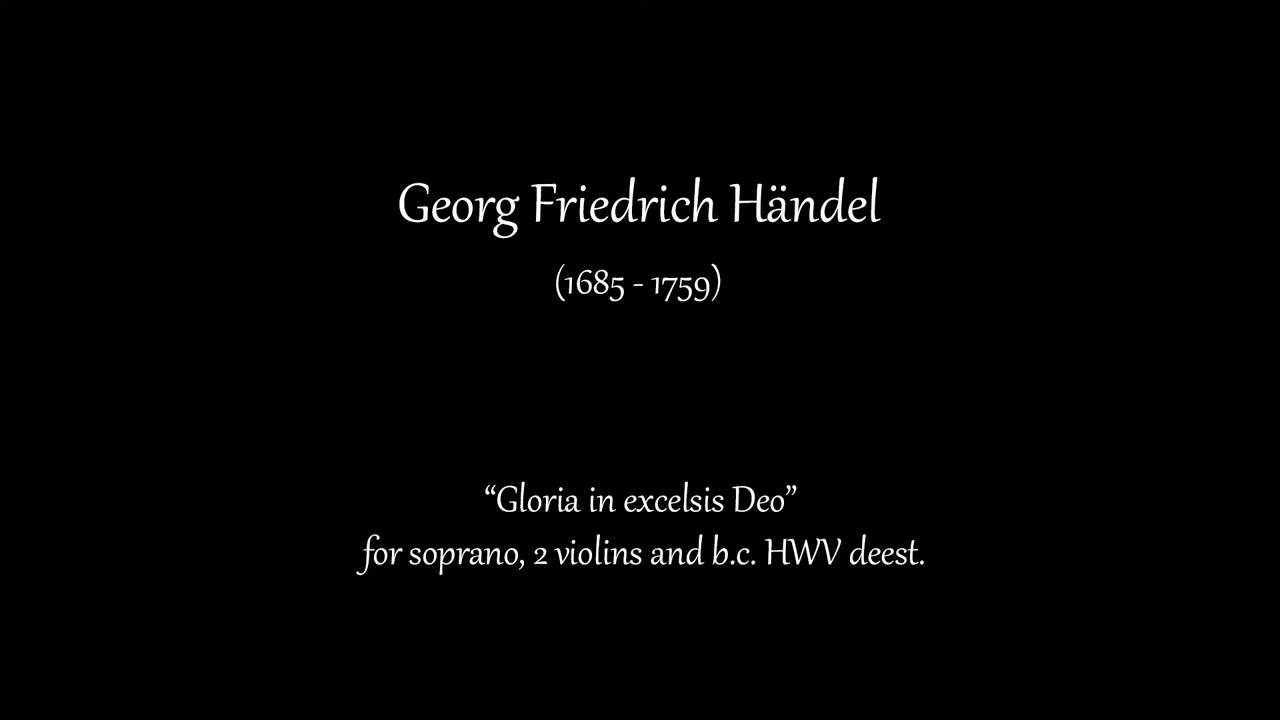 Georg Friedrich Händel
(1685 - 1759)
“Gloria in excelsis Deo”
for soprano, 2 violins and b.c. HWV deest.